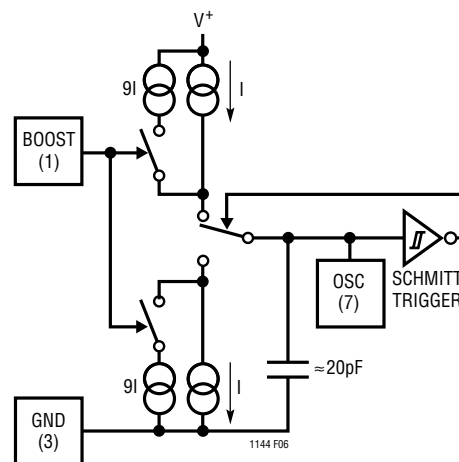 V+
9I
I
BOOST
(1)
OSC
(7)
SCHMITT
TRIGGER
≈20pF
9I
I
GND
(3)
1144 F06